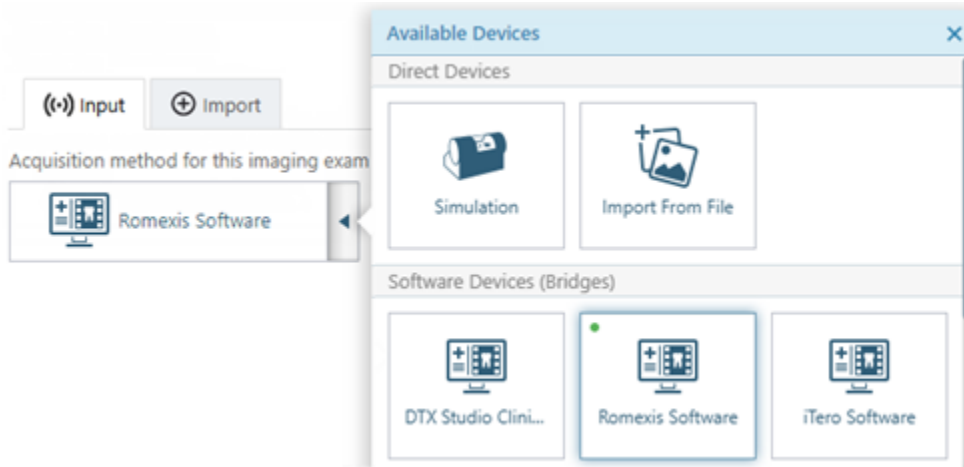 Input
Import
Acquisition method for this imaging exam
Romexis Software
Available Devices
Direct Devices
Simulation
Import From File
Software Devices (Bridges)
DTX Studio Clini...
Romexis Software
iTero Software